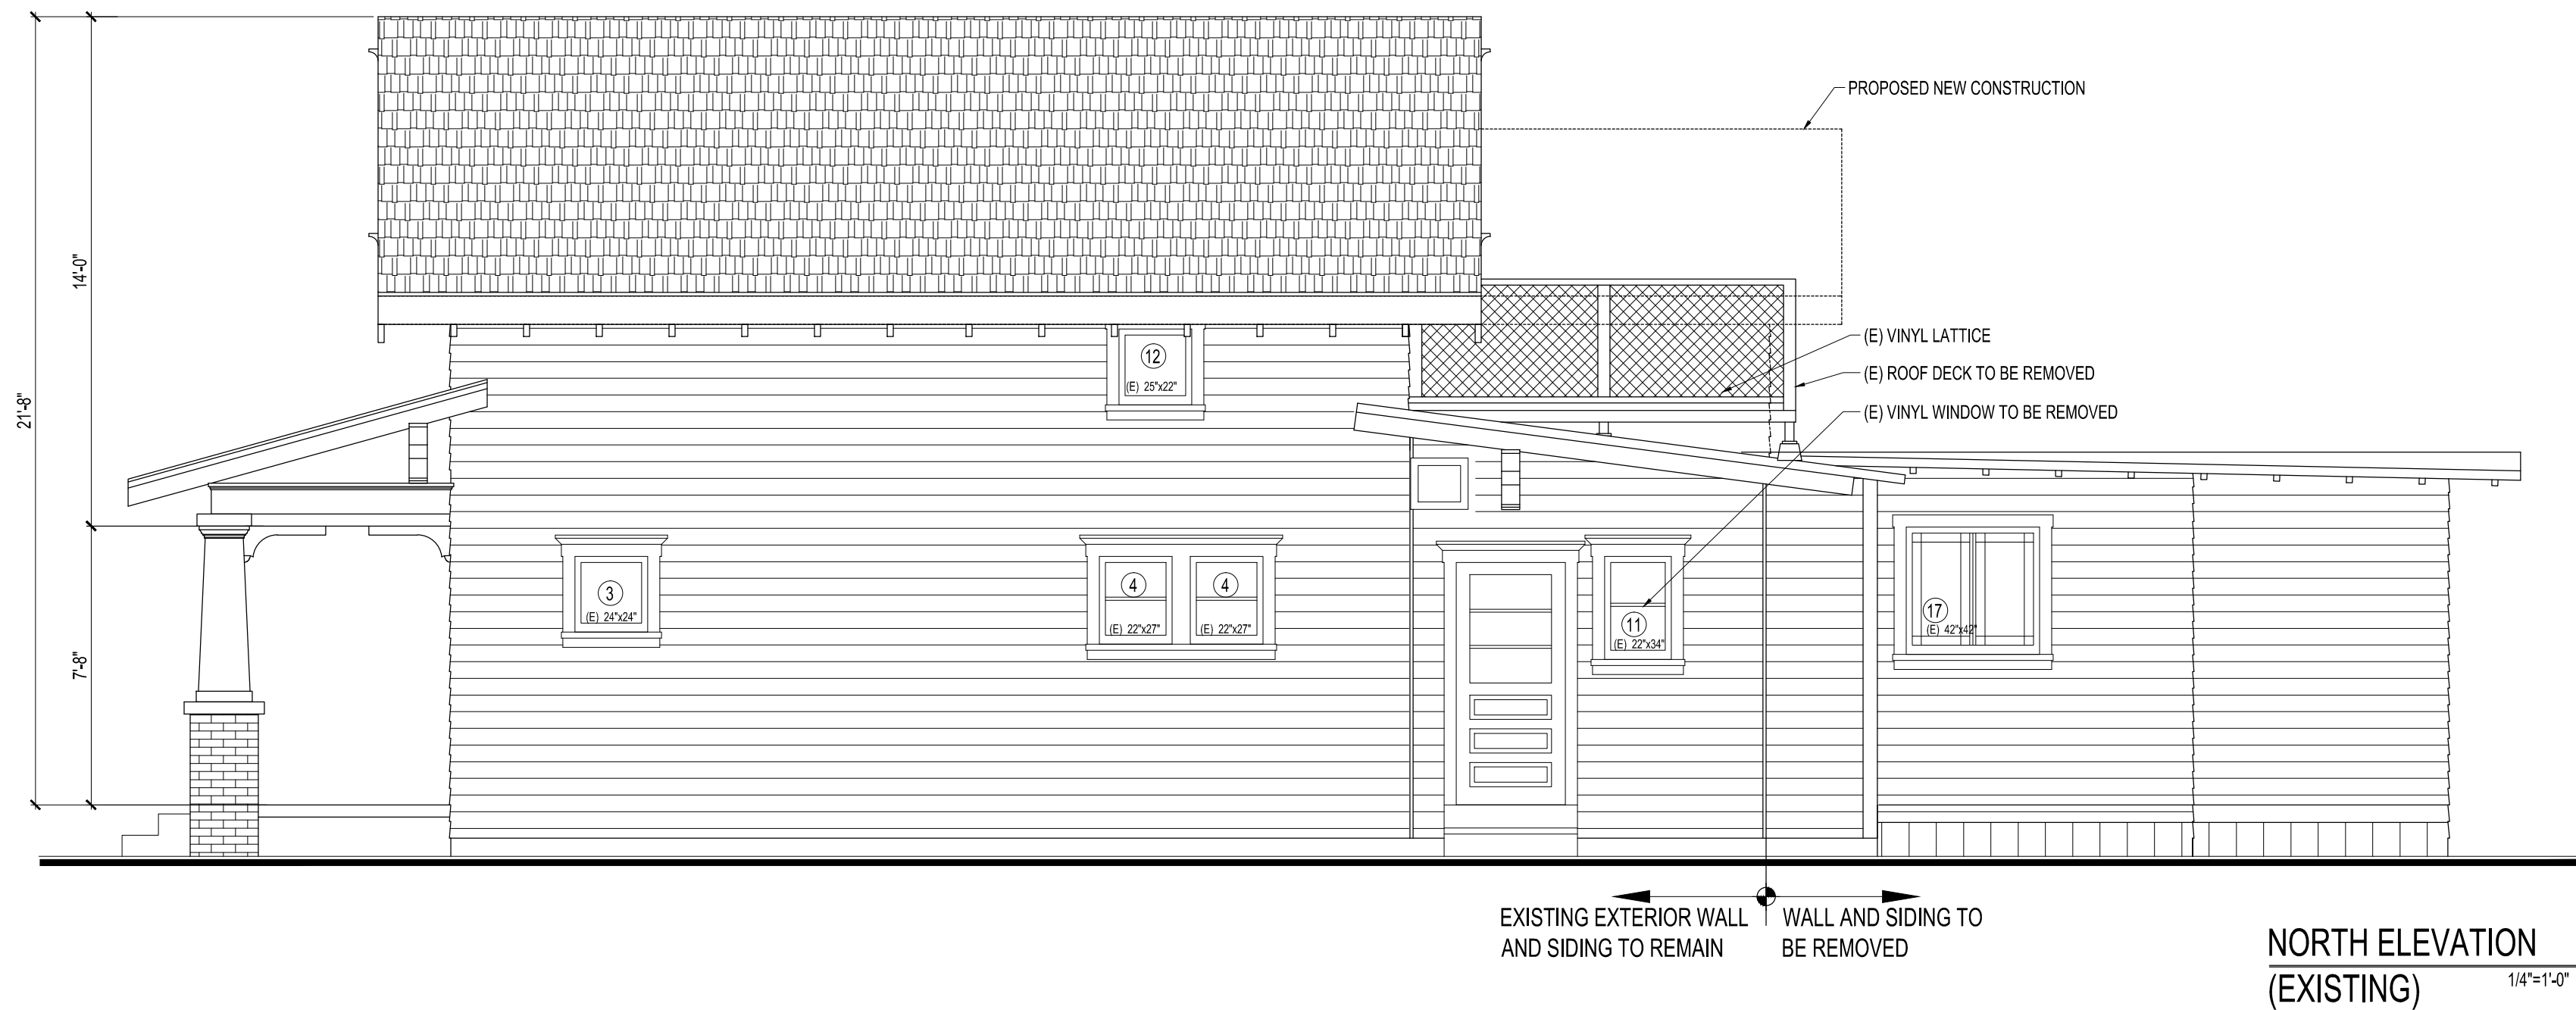 PROPOSED NEW CONSTRUCTION
14'-0"
21'-8"
7'-8"
(E) VINYL LATTICE
(E) ROOF DECK TO BE REMOVED
(E) VINYL WINDOW TO BE REMOVED
12
(E) 25"x22"
3
(E) 24"x24"
4
(E) 22"x27"
4
(E) 22"x27"
11
(E) 22"x34"
17
(E) 42"x42"
EXISTING EXTERIOR WALL
AND SIDING TO REMAIN
WALL AND SIDING TO
BE REMOVED
NORTH ELEVATION
(EXISTING)
1/4"=1'-0"